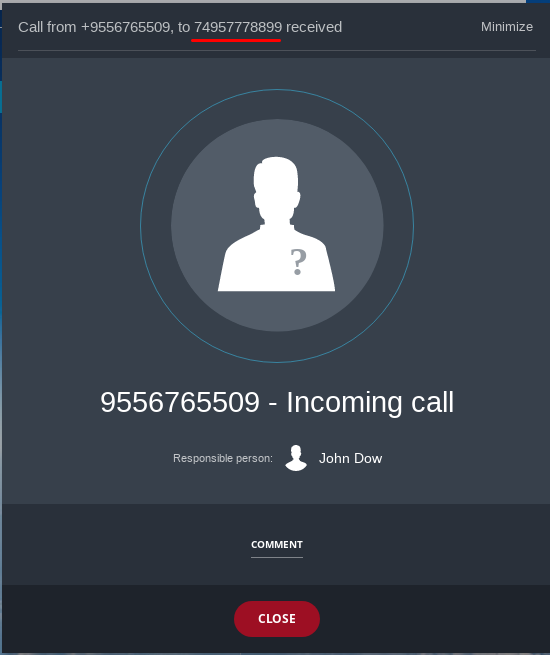 Call from +9556765509, to 74957778899 received
Minimize
?
9556765509 - Incoming call
Responsible person: John Dow
COMMENT
CLOSE